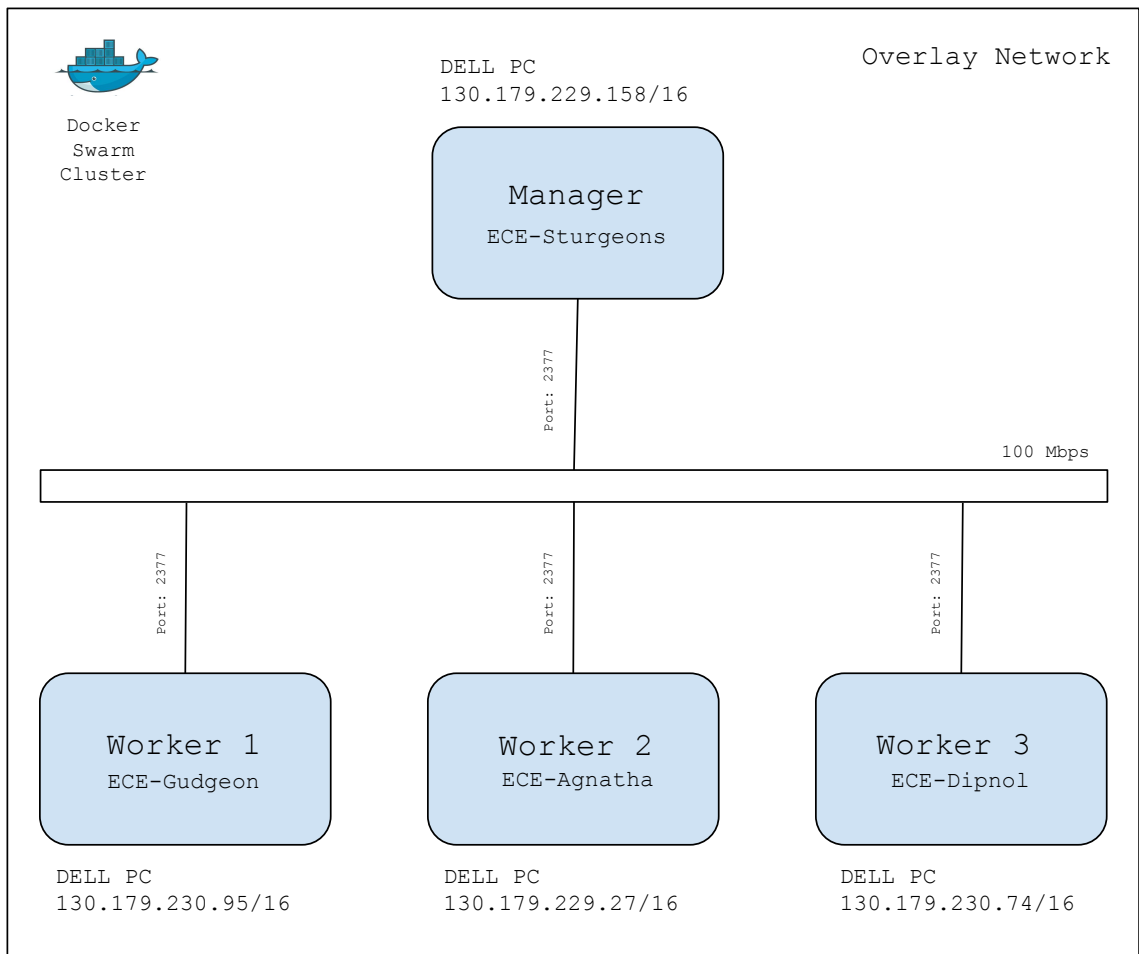 Docker
Swarm
Cluster
Overlay Network
DELL PC
130.179.229.158/16
Manager
ECE-Sturgeons
Port: 2377
100 Mbps
Port: 2377
Port: 2377
Port: 2377
Worker 1
ECE-Gudgeon
Worker 2
ECE-Agnatha
Worker 3
ECE-Dipnol
DELL PC
130.179.230.95/16
DELL PC
130.179.229.27/16
DELL PC
130.179.230.74/16